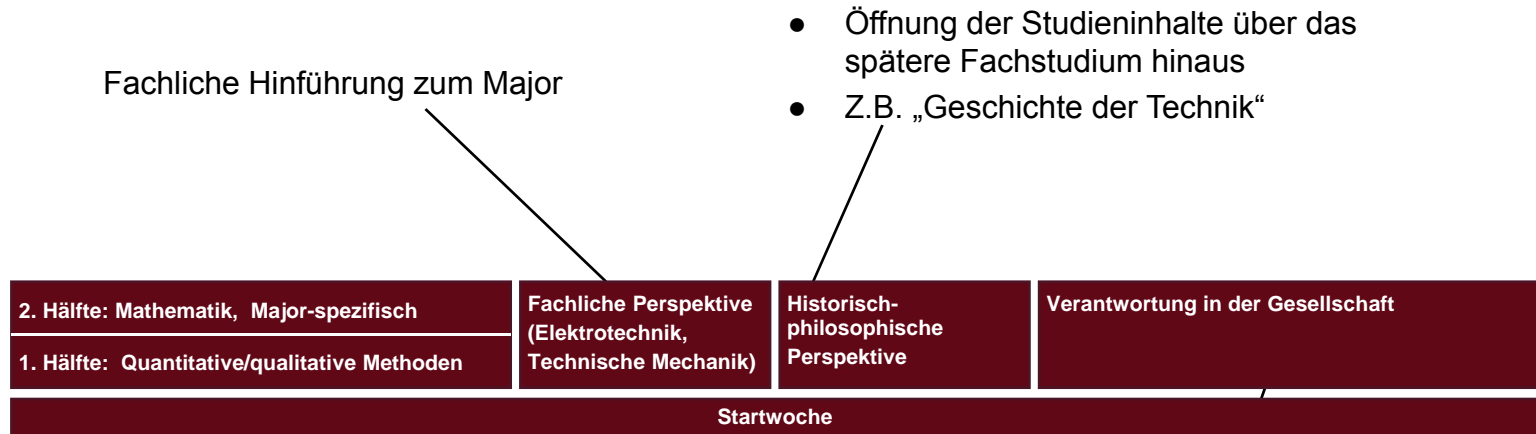 Fachliche Hinführung zum Major
● Öffnung der Studieninhalte über das
spätere Fachstudium hinaus
● Z.B. „Geschichte der Technik“
2. Hälfte: Mathematik, Major-spezifisch
1. Hälfte: Quantitative/qualitative Methoden
Fachliche Perspektive
(Elektrotechnik,
Technische Mechanik)
Historisch-
philosophische
Perspektive
Verantwortung in der Gesellschaft
Startwoche